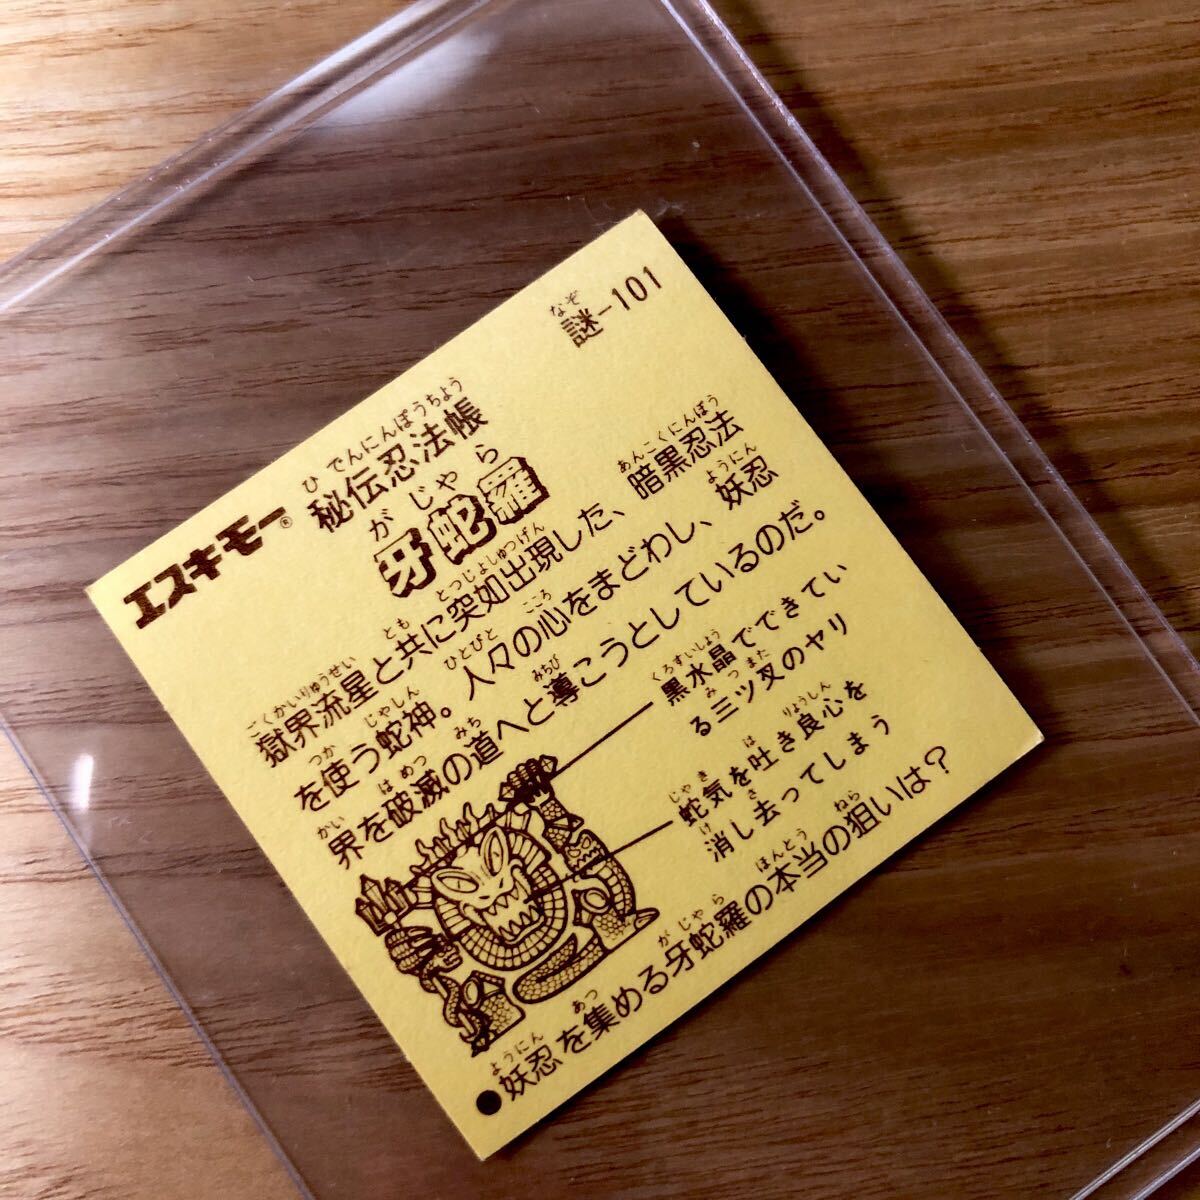 なぞ
謎-101
エスキモー®
ひでんにんぽうちょう
秘伝忍法帳
がじゃら
牙蛇羅
ごくかいりゅうせい とも とつじょしゅつげん あんこくにんぽう
獄界流星と共に突如出現した、暗黒忍法
つか じゃしん ひとびと こころ ようにん
を使う蛇神。人々の心をまどわし、妖忍
かい はめつ みち みちび
界を破滅の道へと導こうとしているのだ。
くろすいしょう
黒水晶でできてい
みつまた
る三ツ叉のヤリ
じゃき は りょうしん
蛇気を吐き良心を
け さ
消し去ってしまう
ようにん あつ がじゃら ほんとう ねら
●妖忍を集める牙蛇羅の本当の狙いは?